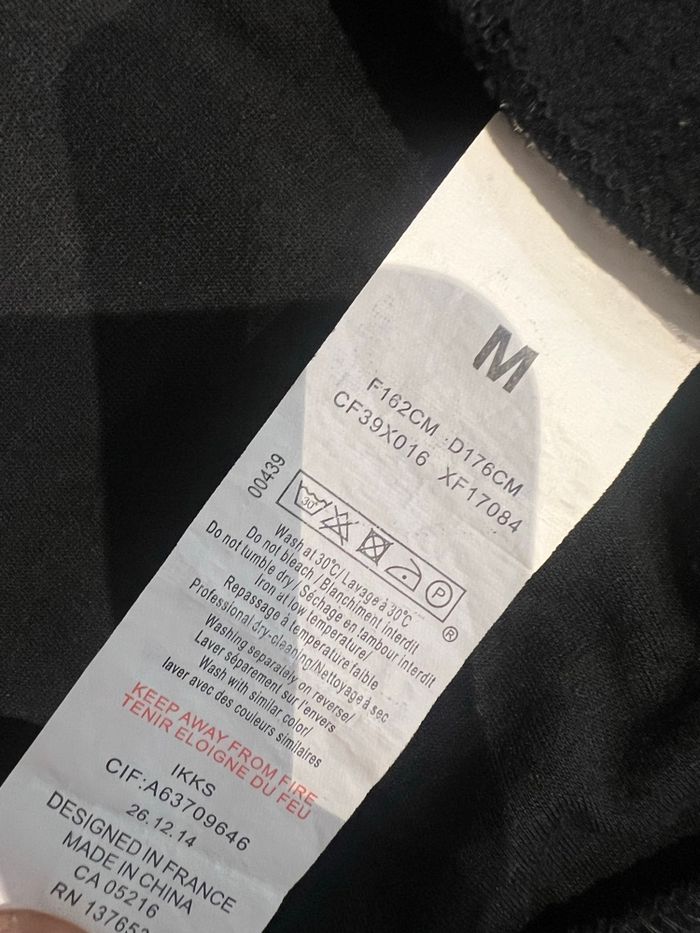 M
F162CM D176CM
CF39X016 XF17084
00439
30°
P
®
Wash at 30°C/ Lavage à 30°C
Do not bleach / Blanchiment interdit
Do not tumble dry / Séchage en tambour interdit
Iron at low temperature/
Repassage à température faible
Professional dry-cleaning/Nettoyage à sec
Washing separately on reverse/
Laver séparement sur l'envers
Wash with similar color/
laver avec des couleurs similaires
KEEP AWAY FROM FIRE
TENIR ELOIGNE DU FEU
IKKS
CIF:A63709646
26.12.14
DESIGNED IN FRANCE
MADE IN CHINA
CA 05216
RN